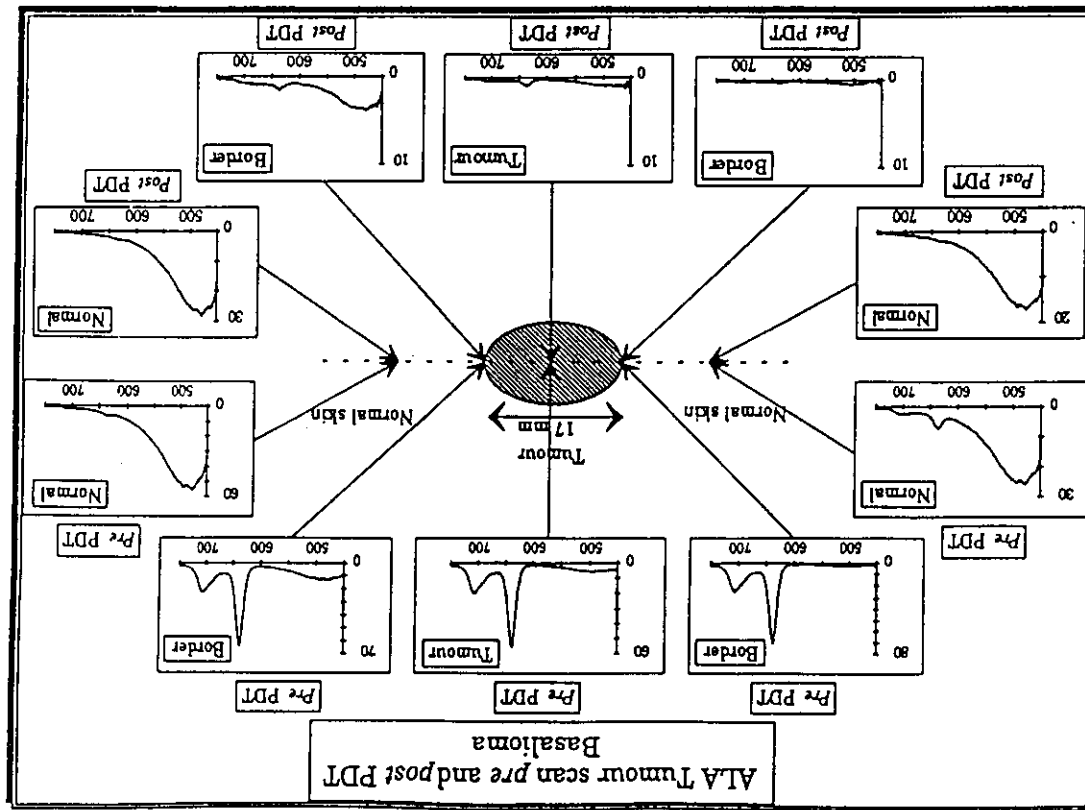 ALA Tumour scan pre and post PDT
Basalioma
Pre PDT
Pre PDT
Pre PDT
70
Border
0
500 600 700
60
Tumour
0
500 600 700
80
Border
0
500 600 700
Pre PDT
60
Normal
0
500 600 700
Pre PDT
30
Normal
0
500 600 700
Tumour
17 mm
Normal skin
Normal skin
30
Normal
0
500 600 700
Post PDT
20
Normal
0
500 600 700
Post PDT
10
Border
0
500 600 700
Post PDT
10
Tumour
0
500 600 700
Post PDT
10
Border
0
500 600 700
Post PDT